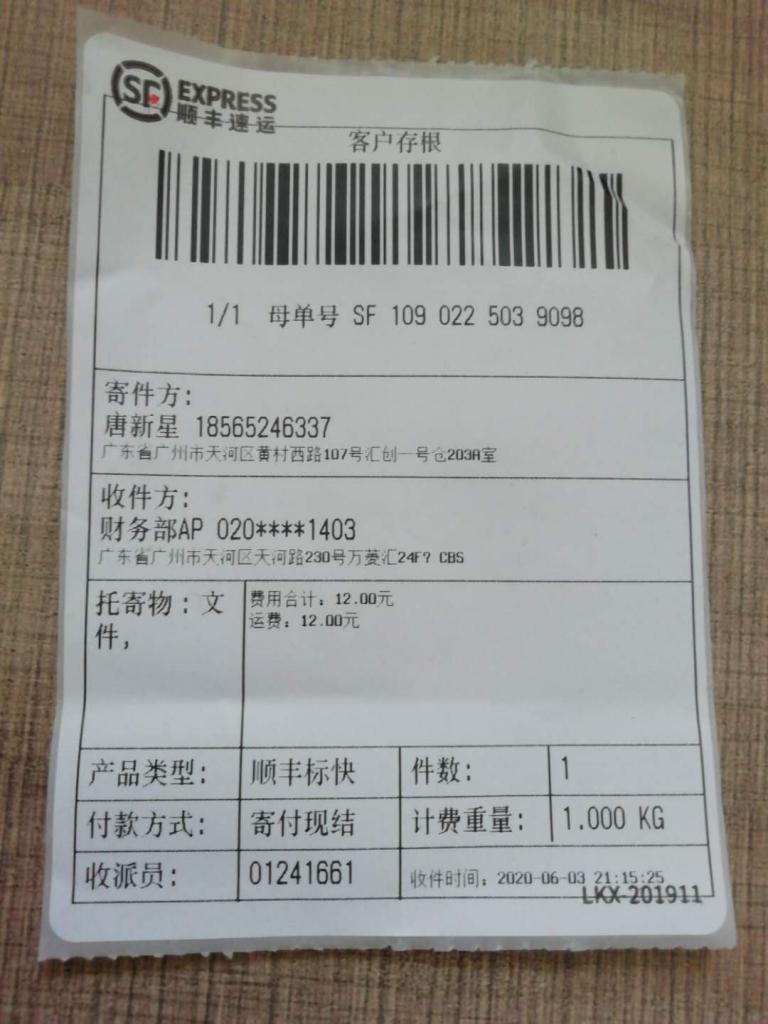 SF EXPRESS
顺丰速运
客户存根
1/1 母单号 SF 109 022 503 9098
寄件方:
唐新星 18565246337
广东省广州市天河区黄村西路107号汇创一号仓203A室
收件方:
财务部AP 020****1403
广东省广州市天河区天河路230号万菱汇24F? CBS
托寄物:文
件,
费用合计: 12.00元
运费: 12.00元
产品类型: 顺丰标快 件数: 1
付款方式: 寄付现结 计费重量: 1.000 KG
收派员: 01241661 收件时间: 2020-06-03 21:15:25
LKX-201911